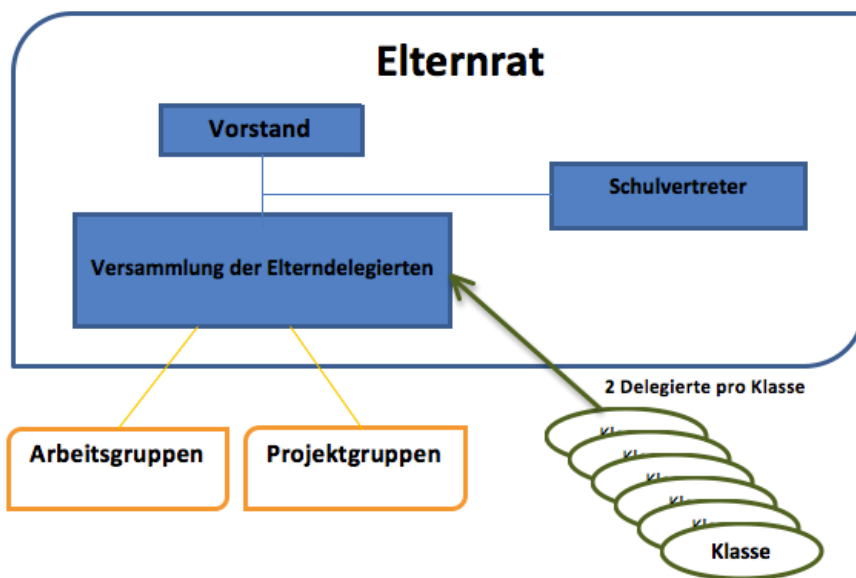 Elternrat
Vorstand
Schulvertreter
Versammlung der Elterndelegierten
2 Delegierte pro Klasse
Arbeitsgruppen
Projektgruppen
Klasse